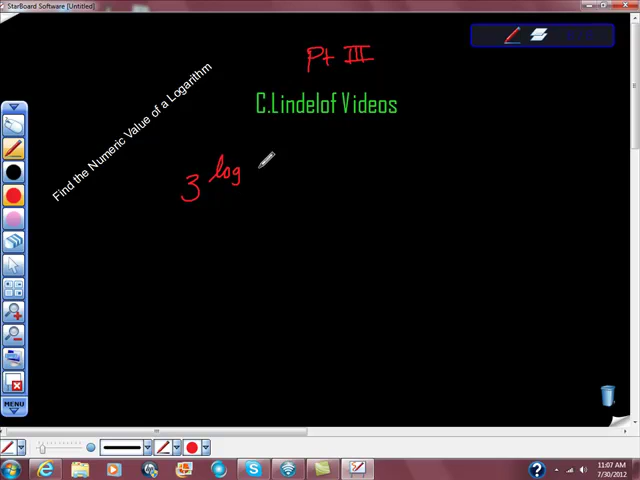 StarBoard Software [Untitled]
Pt III
C.Lindelof Videos
Find the Numeric Value of a Logarithm
3 log
MENU
11:07 AM
7/30/2012